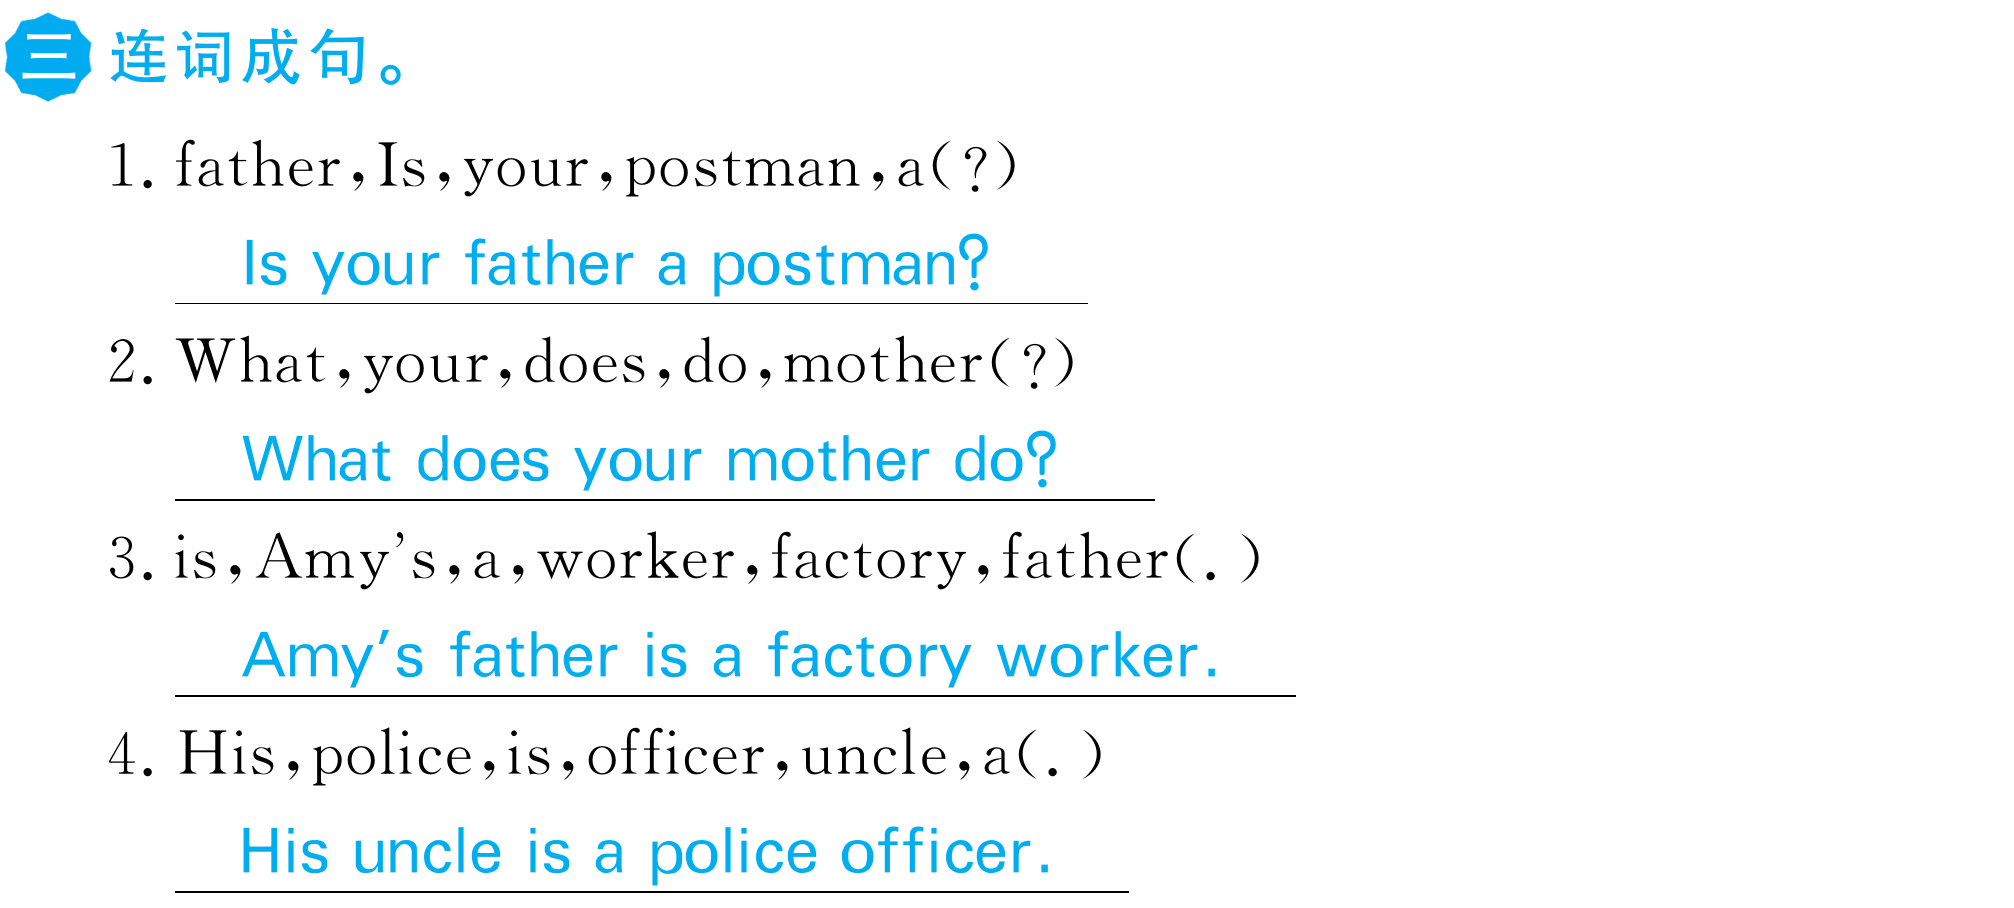 三 连词成句。
1. father,Is,your,postman,a(?)
Is your father a postman?
2. What,your,does,do,mother(?)
What does your mother do?
3. is,Amy's,a,worker,factory,father(.)
Amy's father is a factory worker.
4. His,police,is,officer,uncle,a(.)
His uncle is a police officer.